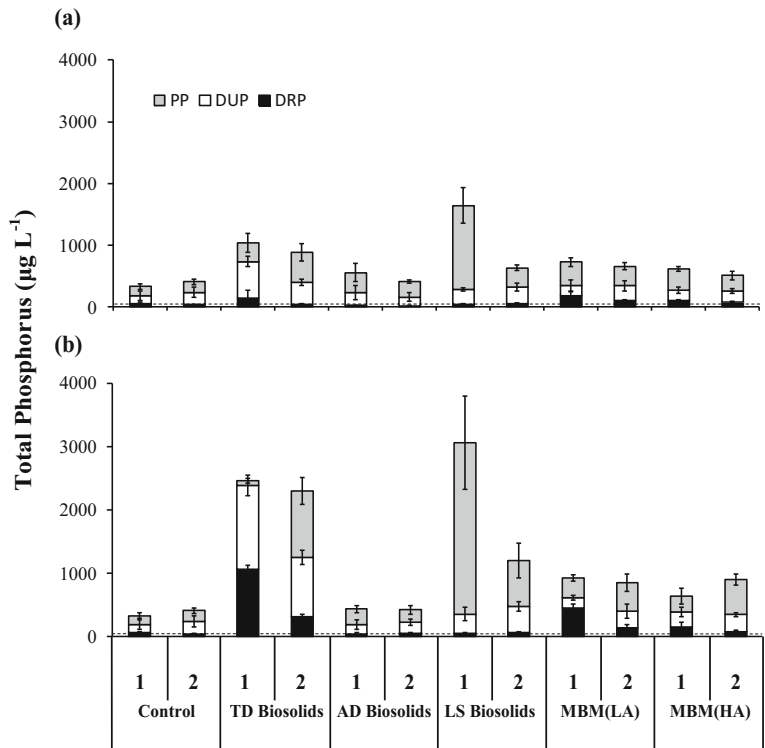 (a)
4000
3000
2000
1000
0
PP DUP DRP
Total Phosphorus (µg L⁻¹)
(b)
4000
3000
2000
1000
0
1 2 1 2 1 2 1 2 1 2 1 2
Control TD Biosolids AD Biosolids LS Biosolids MBM(LA) MBM(HA)